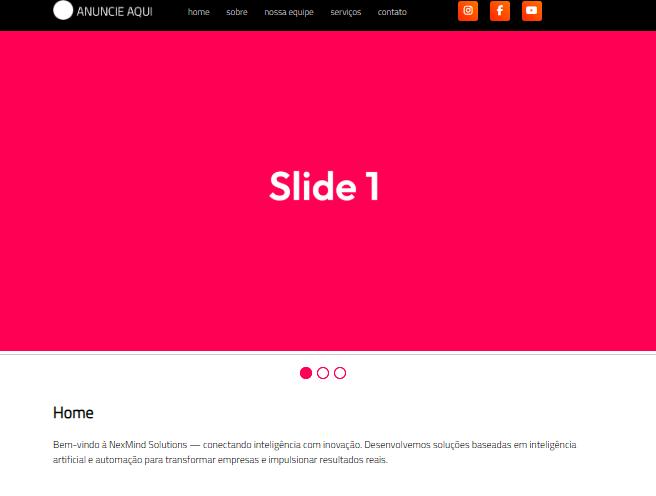 ANUNCIE AQUI
home sobre nossa equipe serviços contato
Slide 1
Home
Bem-vindo à NexMind Solutions — conectando inteligência com inovação. Desenvolvemos soluções baseadas em inteligência
artificial e automação para transformar empresas e impulsionar resultados reais.